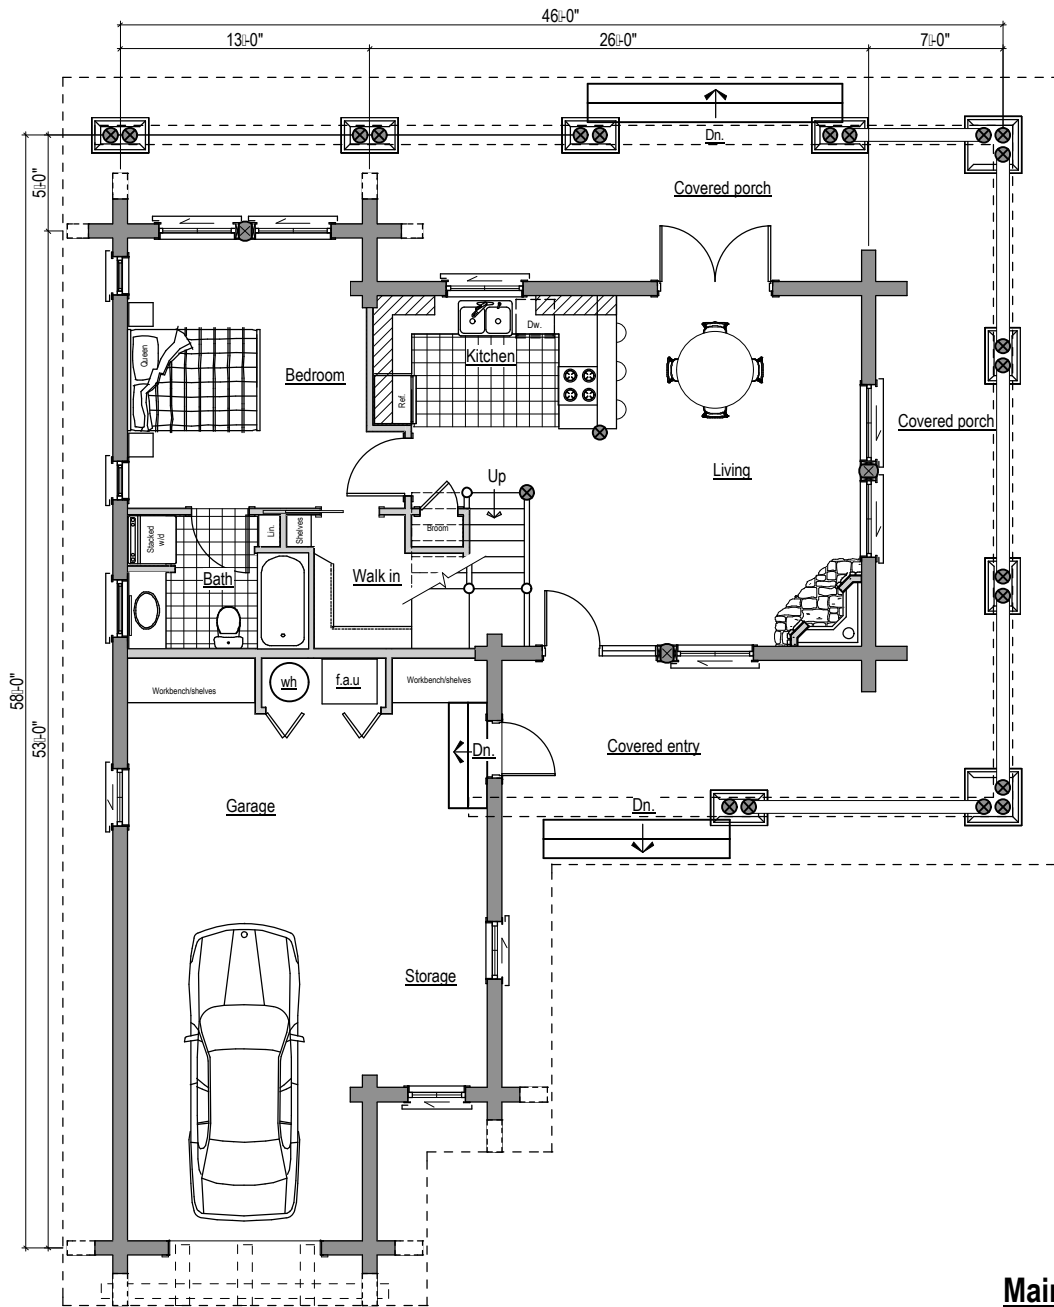 46'-0"
13'-0"
26'-0"
7'-0"
5'-0"
58'-0"
53'-0"
Dn.
Covered porch
Dw.
Kitchen
Queen
Bedroom
Ref.
Covered porch
Living
Up
Stacked
w/d
Lin.
Shelves
Broom
Bath
Walk in
Workbench/shelves
wh
f.a.u
Workbench/shelves
Dn.
Covered entry
Garage
Dn.
Storage